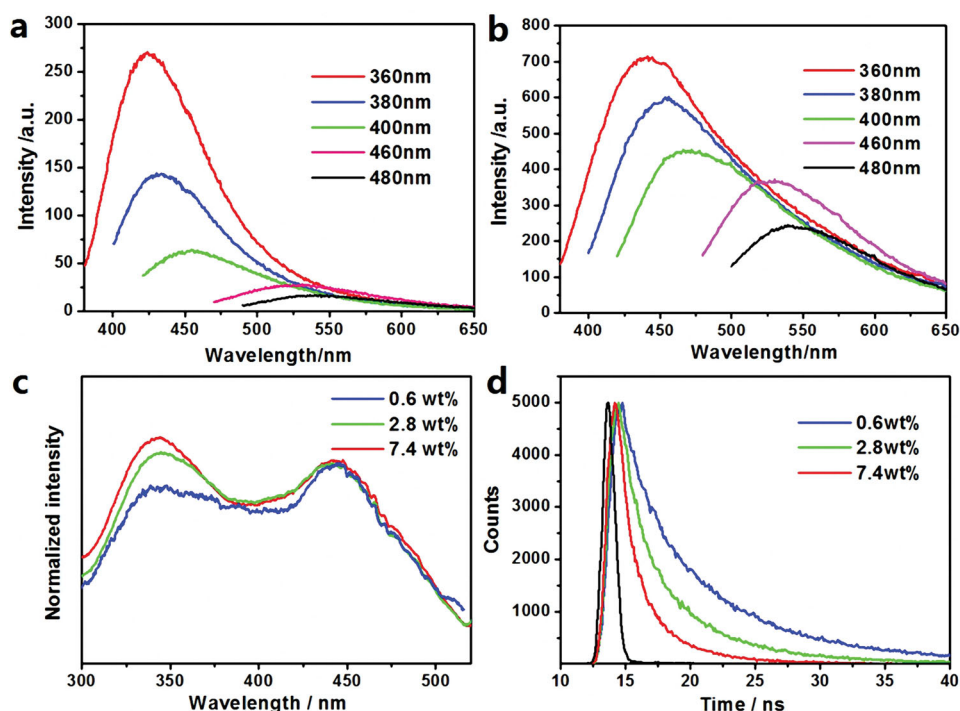 a
300
250
200
150
100
50
0
Intensity /a.u.
360nm
380nm
400nm
460nm
480nm
400 450 500 550 600 650
Wavelength/nm
b
800
700
600
500
400
300
200
100
0
Intensity /a.u.
360nm
380nm
400nm
460nm
480nm
400 450 500 550 600 650
Wavelength/nm
c
Normalized intensity
0.6 wt%
2.8 wt%
7.4 wt%
300 350 400 450 500
Wavelength / nm
d
5000
4000
3000
2000
1000
Counts
0.6wt%
2.8wt%
7.4wt%
10 15 20 25 30 35 40
Time / ns